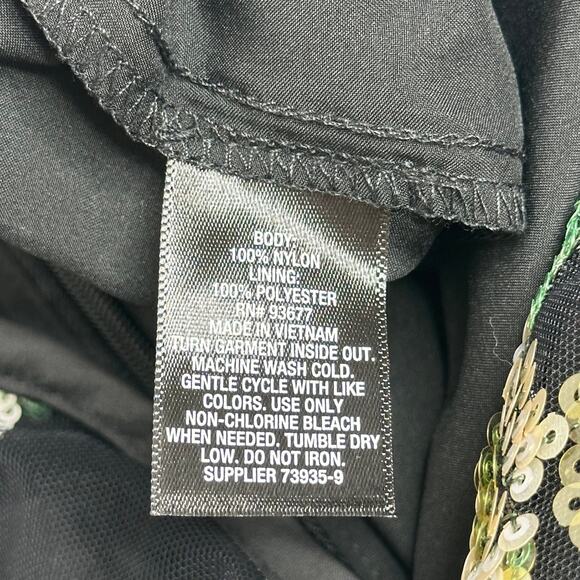 BODY:
100% NYLON
LINING:
100% POLYESTER
RN# 93677
MADE IN VIETNAM
TURN GARMENT INSIDE OUT.
MACHINE WASH COLD.
GENTLE CYCLE WITH LIKE
COLORS. USE ONLY
NON-CHLORINE BLEACH
WHEN NEEDED. TUMBLE DRY
LOW. DO NOT IRON.
SUPPLIER 73935-9